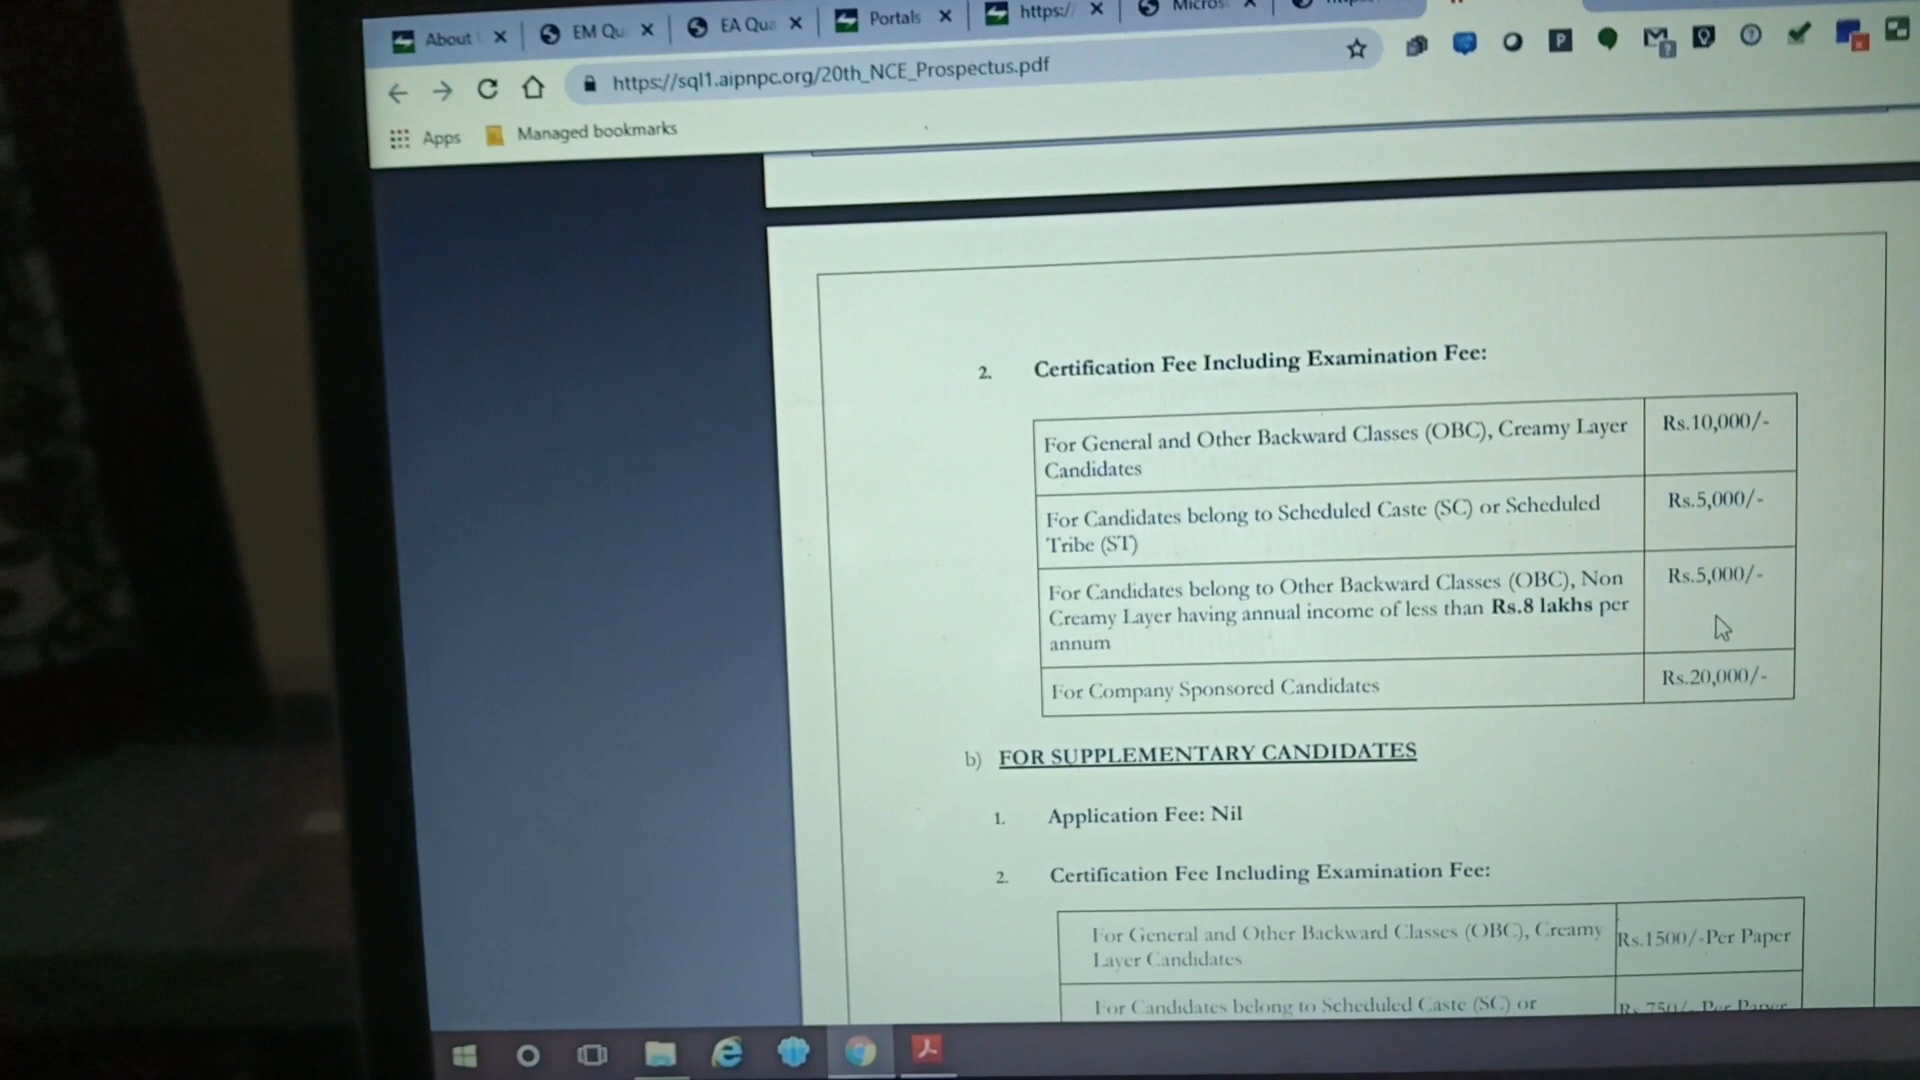 About
EM Qu
EA Qua
Portals
https:/
Micros
https://sql1.aipnpc.org/20th_NCE_Prospectus.pdf
Apps
Managed bookmarks
2. Certification Fee Including Examination Fee:
For General and Other Backward Classes (OBC), Creamy Layer
Candidates
Rs.10,000/-
For Candidates belong to Scheduled Caste (SC) or Scheduled
Tribe (ST)
Rs.5,000/-
For Candidates belong to Other Backward Classes (OBC), Non
Creamy Layer having annual income of less than Rs.8 lakhs per
annum
Rs.5,000/-
For Company Sponsored Candidates
Rs.20,000/-
b) FOR SUPPLEMENTARY CANDIDATES
1. Application Fee: Nil
2. Certification Fee Including Examination Fee:
For General and Other Backward Classes (OBC), Creamy
Layer Candidates
Rs.1500/-Per Paper
For Candidates belong to Scheduled Caste (SC) or
Rs.750/- Per Paper